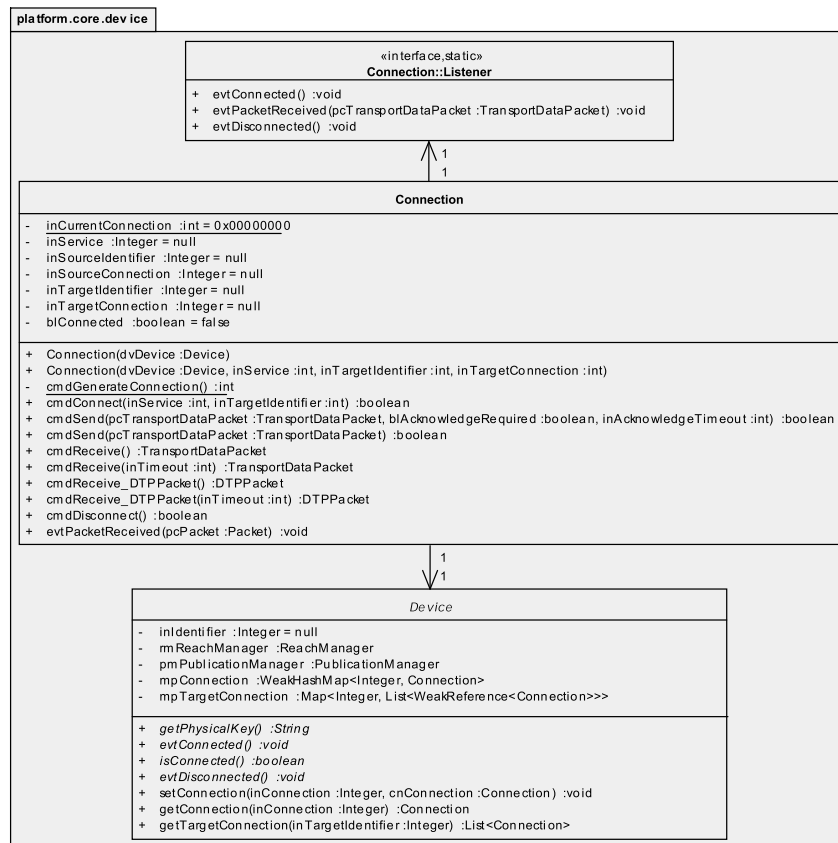 platform.core.device
«interface,static»
Connection::Listener
+ evtConnected() :void
+ evtPacketReceived(pcTransportDataPacket :TransportDataPacket) :void
+ evtDisconnected() :void
1
1
Connection
- inCurrentConnection :int = 0x00000000
- inService :Integer = null
- inSourceIdentifier :Integer = null
- inSourceConnection :Integer = null
- inTargetIdentifier :Integer = null
- inTargetConnection :Integer = null
- blConnected :boolean = false
+ Connection(dvDevice :Device)
+ Connection(dvDevice :Device, inService :int, inTargetIdentifier :int, inTargetConnection :int)
- cmdGenerateConnection() :int
+ cmdConnect(inService :int, inTargetIdentifier :int) :boolean
+ cmdSend(pcTransportDataPacket :TransportDataPacket, blAcknowledgeRequired :boolean, inAcknowledgeTimeout :int) :boolean
+ cmdSend(pcTransportDataPacket :TransportDataPacket) :boolean
+ cmdReceive() :TransportDataPacket
+ cmdReceive(inTimeout :int) :TransportDataPacket
+ cmdReceive_DTPPacket() :DTPPacket
+ cmdReceive_DTPPacket(inTimeout :int) :DTPPacket
+ cmdDisconnect() :boolean
+ evtPacketReceived(pcPacket :Packet) :void
1
1
Device
- inIdentifier :Integer = null
- rmReachManager :ReachManager
- pmPublicationManager :PublicationManager
- mpConnection :WeakHashMap<Integer, Connection>
- mpTargetConnection :Map<Integer, List<WeakReference<Connection>>>
+ getPhysicalKey() :String
+ evtConnected() :void
+ isConnected() :boolean
+ evtDisconnected() :void
+ setConnection(inConnection :Integer, cnConnection :Connection) :void
+ getConnection(inConnection :Integer) :Connection
+ getTargetConnection(inTargetIdentifier :Integer) :List<Connection>